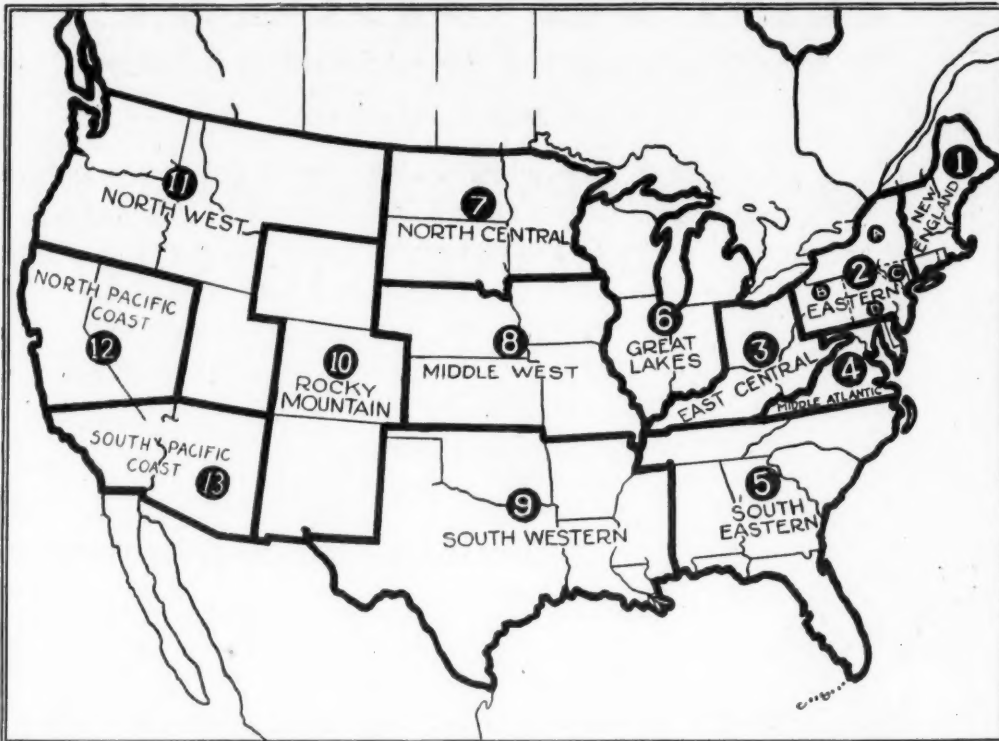 1
NEW
ENGLAND
11
NORTH WEST
7
NORTH CENTRAL
A
2
C
B
EASTERN
D
NORTH PACIFIC
COAST
12
10
ROCKY
MOUNTAIN
8
MIDDLE WEST
6
GREAT
LAKES
3
EAST CENTRAL
4
MIDDLE ATLANTIC
SOUTH PACIFIC
COAST
13
9
SOUTH WESTERN
5
SOUTH
EASTERN